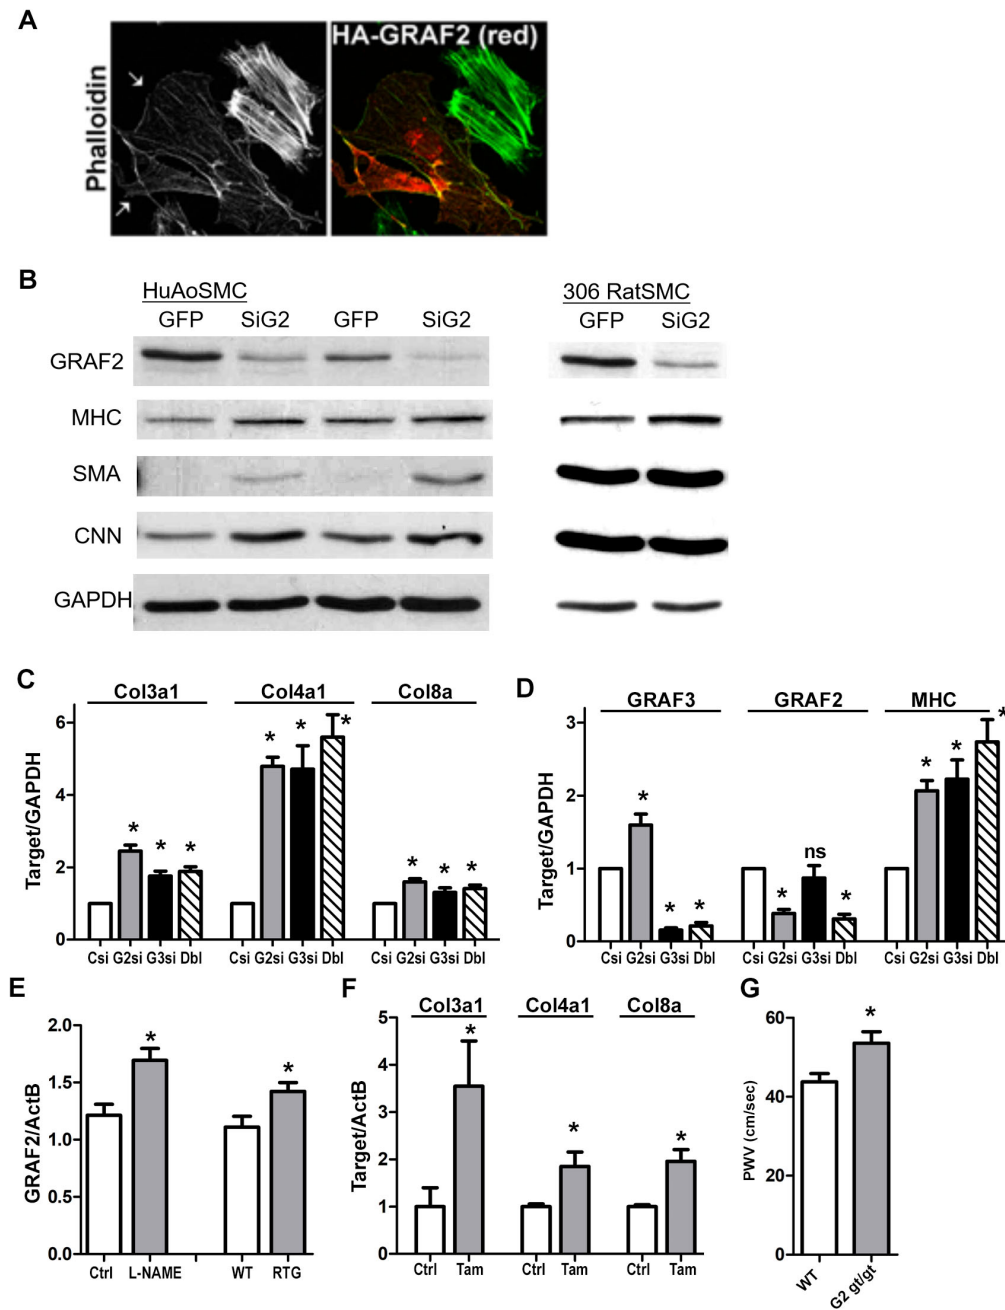 A
Phalloidin
HA-GRAF2 (red)
B
HuAoSMC
306 RatSMC
GFP SiG2 GFP SiG2
GFP SiG2
GRAF2
MHC
SMA
CNN
GAPDH
C
Col3a1 Col4a1 Col8a
Target/GAPDH
6
4
2
0
* * * * * * * * *
Csi G2si G3si Dbl Csi G2si G3si Dbl Csi G2si G3si Dbl
D
GRAF3 GRAF2 MHC
Target/GAPDH
3
2
1
0
* * * * ns * * * *
Csi G2si G3si Dbl Csi G2si G3si Dbl Csi G2si G3si Dbl
E
GRAF2/ActB
2.0
1.5
1.0
0.5
0.0
* *
Ctrl L-NAME WT RTG
F
Col3a1 Col4a1 Col8a
Target/ActB
5
4
3
2
1
0
* * *
Ctrl Tam Ctrl Tam Ctrl Tam
G
PWV (cm/sec)
60
40
20
0
*
WT G2 gt/gt